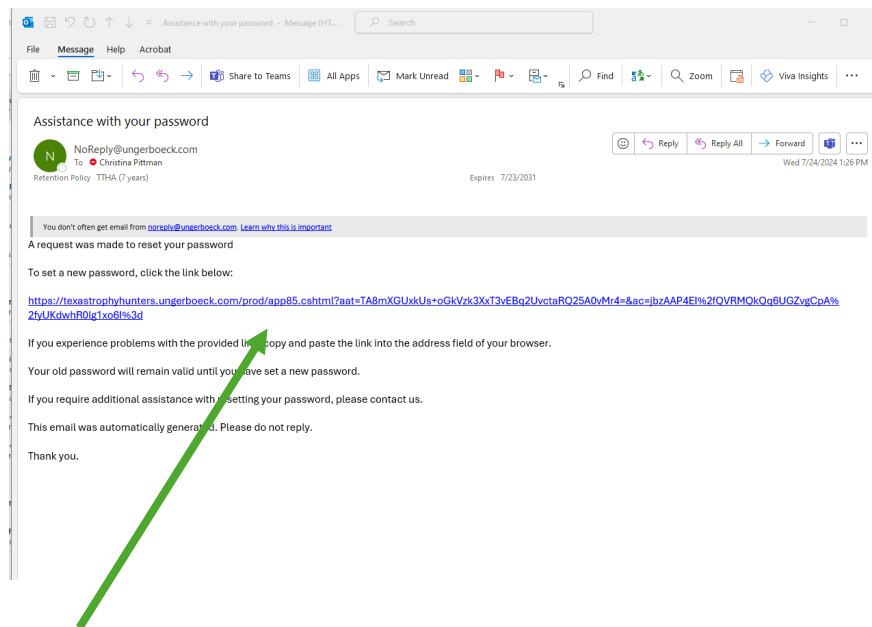 Assistance with your password - Message (HT...
Search
File Message Help Acrobat
Share to Teams All Apps Mark Unread Find Zoom Viva Insights ...
Assistance with your password
N
NoReply@ungerboeck.com
To Christina Pittman
Reply Reply All Forward ...
Wed 7/24/2024 1:26 PM
Retention Policy TTHA (7 years) Expires 7/23/2031
You don't often get email from noreply@ungerboeck.com. Learn why this is important
A request was made to reset your password
To set a new password, click the link below:
https://texastrophyhunters.ungerboeck.com/prod/app85.cshtml?aat=TA8mXGUxkUs+oGkVzk3XxT3vEBq2UvctaRQ25A0vMr4=&ac=jbzAAP4EI%2fQVRMQkQq6UGZvgCpA%
2fyUKdwhR0lg1xo6I%3d
If you experience problems with the provided copy and paste the link into the address field of your browser.
Your old password will remain valid until you have set a new password.
If you require additional assistance with resetting your password, please contact us.
This email was automatically generated. Please do not reply.
Thank you.